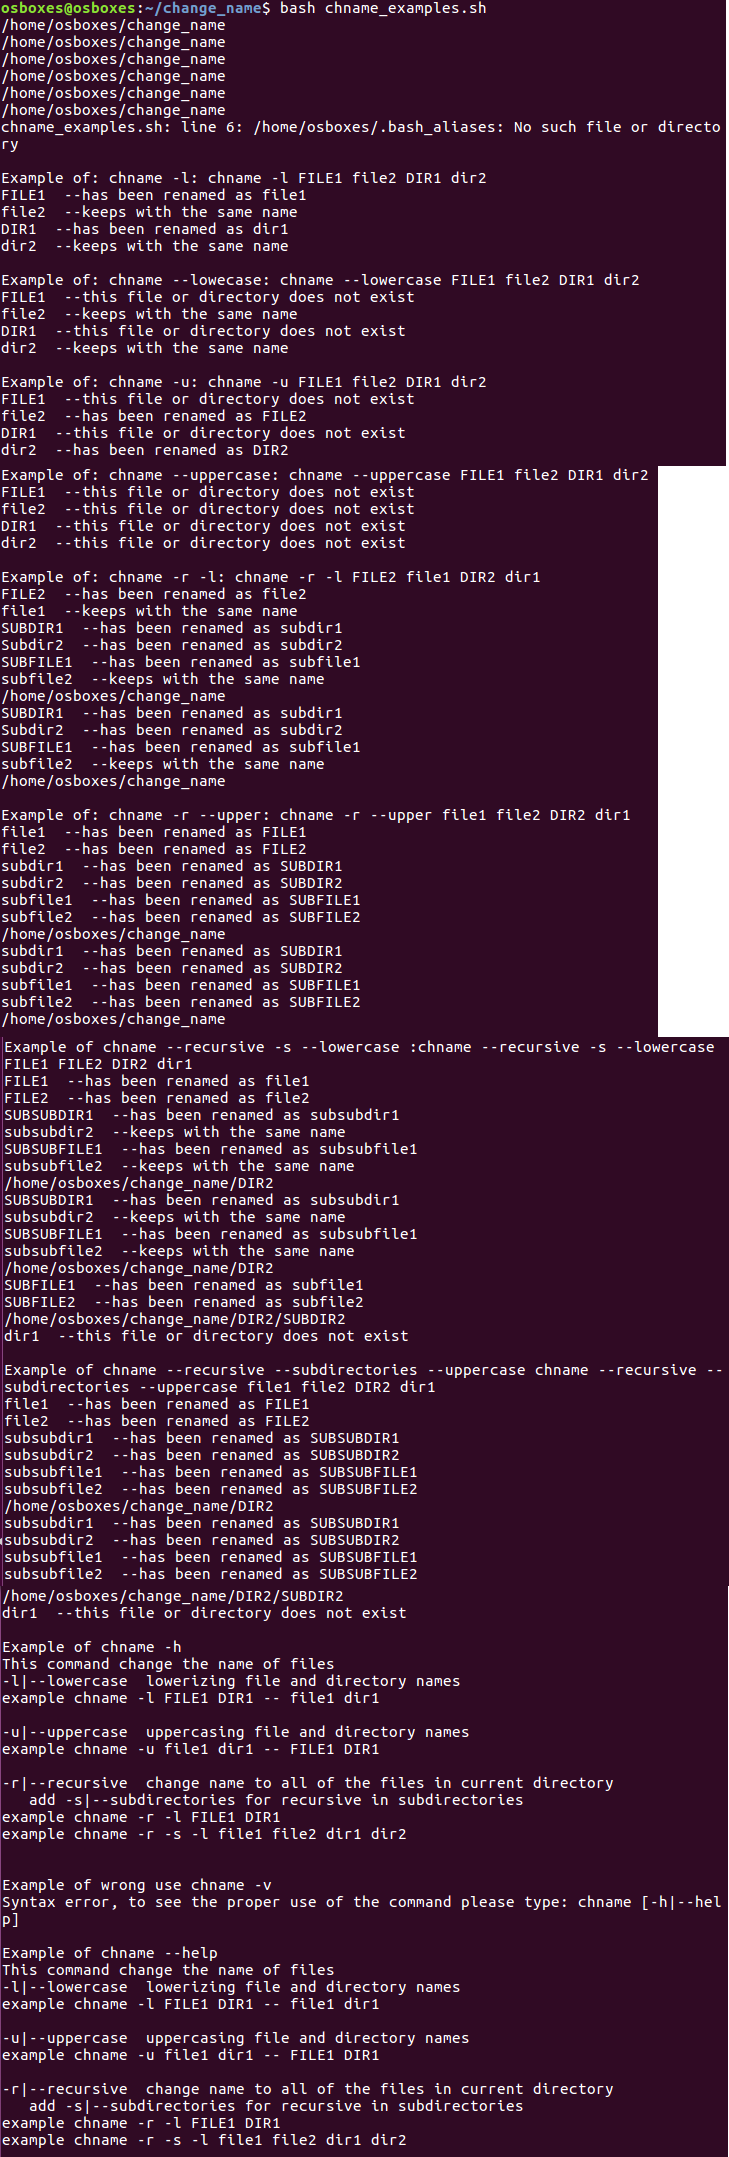 osboxes@osboxes:~/change_name$ bash chname_examples.sh
/home/osboxes/change_name
/home/osboxes/change_name
/home/osboxes/change_name
/home/osboxes/change_name
/home/osboxes/change_name
/home/osboxes/change_name
chname_examples.sh: line 6: /home/osboxes/.bash_aliases: No such file or directo
ry

Example of: chname -l: chname -l FILE1 file2 DIR1 dir2
FILE1  --has been renamed as file1
file2  --keeps with the same name
DIR1  --has been renamed as dir1
dir2  --keeps with the same name

Example of: chname --lowecase: chname --lowercase FILE1 file2 DIR1 dir2
FILE1  --this file or directory does not exist
file2  --keeps with the same name
DIR1  --this file or directory does not exist
dir2  --keeps with the same name

Example of: chname -u: chname -u FILE1 file2 DIR1 dir2
FILE1  --this file or directory does not exist
file2  --has been renamed as FILE2
DIR1  --this file or directory does not exist
dir2  --has been renamed as DIR2
Example of: chname --uppercase: chname --uppercase FILE1 file2 DIR1 dir2
FILE1  --this file or directory does not exist
file2  --this file or directory does not exist
DIR1  --this file or directory does not exist
dir2  --this file or directory does not exist

Example of: chname -r -l: chname -r -l FILE2 file1 DIR2 dir1
FILE2  --has been renamed as file2
file1  --keeps with the same name
SUBDIR1  --has been renamed as subdir1
Subdir2  --has been renamed as subdir2
SUBFILE1  --has been renamed as subfile1
subfile2  --keeps with the same name
/home/osboxes/change_name
SUBDIR1  --has been renamed as subdir1
Subdir2  --has been renamed as subdir2
SUBFILE1  --has been renamed as subfile1
subfile2  --keeps with the same name
/home/osboxes/change_name

Example of: chname -r --upper: chname -r --upper file1 file2 DIR2 dir1
file1  --has been renamed as FILE1
file2  --has been renamed as FILE2
subdir1  --has been renamed as SUBDIR1
subdir2  --has been renamed as SUBDIR2
subfile1  --has been renamed as SUBFILE1
subfile2  --has been renamed as SUBFILE2
/home/osboxes/change_name
subdir1  --has been renamed as SUBDIR1
subdir2  --has been renamed as SUBDIR2
subfile1  --has been renamed as SUBFILE1
subfile2  --has been renamed as SUBFILE2
/home/osboxes/change_name
Example of chname --recursive -s --lowercase :chname --recursive -s --lowercase
FILE1 FILE2 DIR2 dir1
FILE1  --has been renamed as file1
FILE2  --has been renamed as file2
SUBSUBDIR1  --has been renamed as subsubdir1
subsubdir2  --keeps with the same name
SUBSUBFILE1  --has been renamed as subsubfile1
subsubfile2  --keeps with the same name
/home/osboxes/change_name/DIR2
SUBSUBDIR1  --has been renamed as subsubdir1
subsubdir2  --keeps with the same name
SUBSUBFILE1  --has been renamed as subsubfile1
subsubfile2  --keeps with the same name
/home/osboxes/change_name/DIR2
SUBFILE1  --has been renamed as subfile1
SUBFILE2  --has been renamed as subfile2
/home/osboxes/change_name/DIR2/SUBDIR2
dir1  --this file or directory does not exist

Example of chname --recursive --subdirectories --uppercase chname --recursive --
subdirectories --uppercase file1 file2 DIR2 dir1
file1  --has been renamed as FILE1
file2  --has been renamed as FILE2
subsubdir1  --has been renamed as SUBSUBDIR1
subsubdir2  --has been renamed as SUBSUBDIR2
subsubfile1  --has been renamed as SUBSUBFILE1
subsubfile2  --has been renamed as SUBSUBFILE2
/home/osboxes/change_name/DIR2
subsubdir1  --has been renamed as SUBSUBDIR1
subsubdir2  --has been renamed as SUBSUBDIR2
subsubfile1  --has been renamed as SUBSUBFILE1
subsubfile2  --has been renamed as SUBSUBFILE2
/home/osboxes/change_name/DIR2/SUBDIR2
dir1  --this file or directory does not exist

Example of chname -h
This command change the name of files
-l|--lowercase  lowerizing file and directory names
example chname -l FILE1 DIR1 -- file1 dir1

-u|--uppercase  uppercasing file and directory names
example chname -u file1 dir1 -- FILE1 DIR1

-r|--recursive  change name to all of the files in current directory
   add -s|--subdirectories for recursive in subdirectories
example chname -r -l FILE1 DIR1
example chname -r -s -l file1 file2 dir1 dir2

Example of wrong use chname -v
Syntax error, to see the proper use of the command please type: chname [-h|--hel
p]

Example of chname --help
This command change the name of files
-l|--lowercase  lowerizing file and directory names
example chname -l FILE1 DIR1 -- file1 dir1

-u|--uppercase  uppercasing file and directory names
example chname -u file1 dir1 -- FILE1 DIR1

-r|--recursive  change name to all of the files in current directory
   add -s|--subdirectories for recursive in subdirectories
example chname -r -l FILE1 DIR1
example chname -r -s -l file1 file2 dir1 dir2